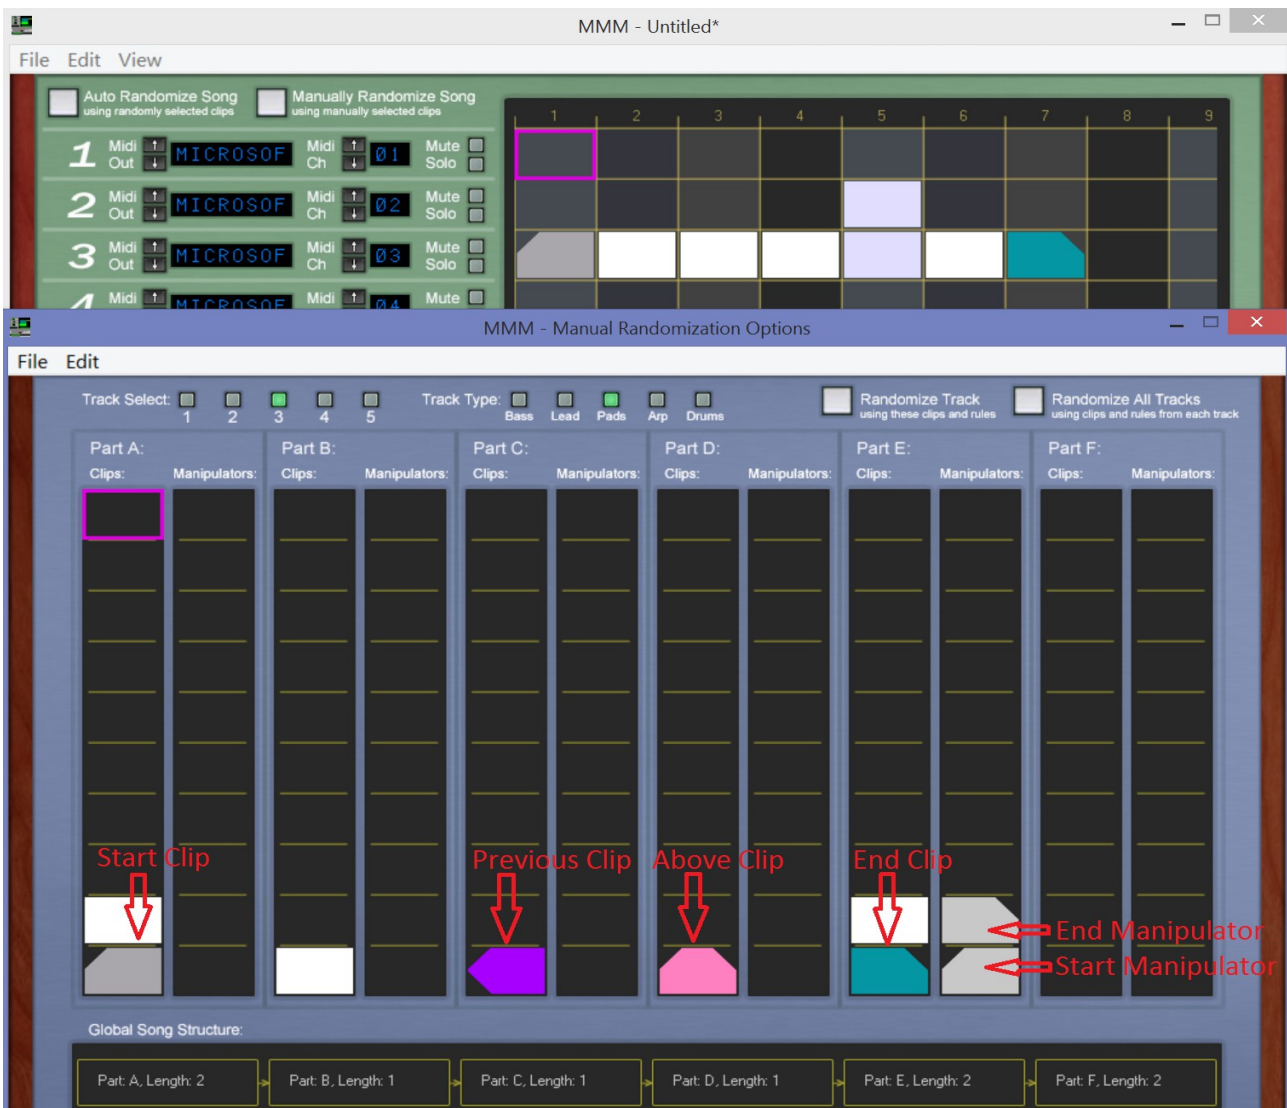 MMM - Untitled*
File Edit View
Auto Randomize Song
using randomly selected clips
Manually Randomize Song
using manually selected clips
1 2 3 4 5 6 7 8 9
1 Midi Out MICROSOF Midi Ch 01 Mute Solo
2 Midi Out MICROSOF Midi Ch 02 Mute Solo
3 Midi Out MICROSOF Midi Ch 03 Mute Solo
4 Midi MICROSOF Midi 04 Mute
MMM - Manual Randomization Options
File Edit
Track Select: 1 2 3 4 5
Track Type: Bass Lead Pads Arp Drums
Randomize Track
using these clips and rules
Randomize All Tracks
using clips and rules from each track
Part A: Part B: Part C: Part D: Part E: Part F:
Clips: Manipulators: Clips: Manipulators: Clips: Manipulators: Clips: Manipulators: Clips: Manipulators: Clips: Manipulators:
Start Clip Previous Clip Above Clip End Clip
End Manipulator
Start Manipulator
Global Song Structure:
Part: A, Length: 2 Part: B, Length: 1 Part: C, Length: 1 Part: D, Length: 1 Part: E, Length: 2 Part: F, Length: 2